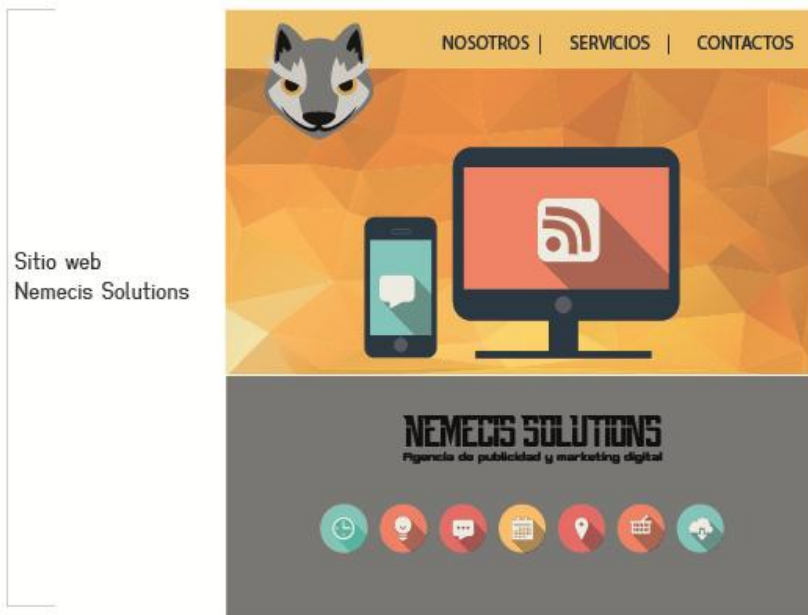 NOSOTROS | SERVICIOS | CONTACTOS
Sitio web
Nemecis Solutions
NEMECIS SOLUTIONS
Agencia de publicidad y marketing digital